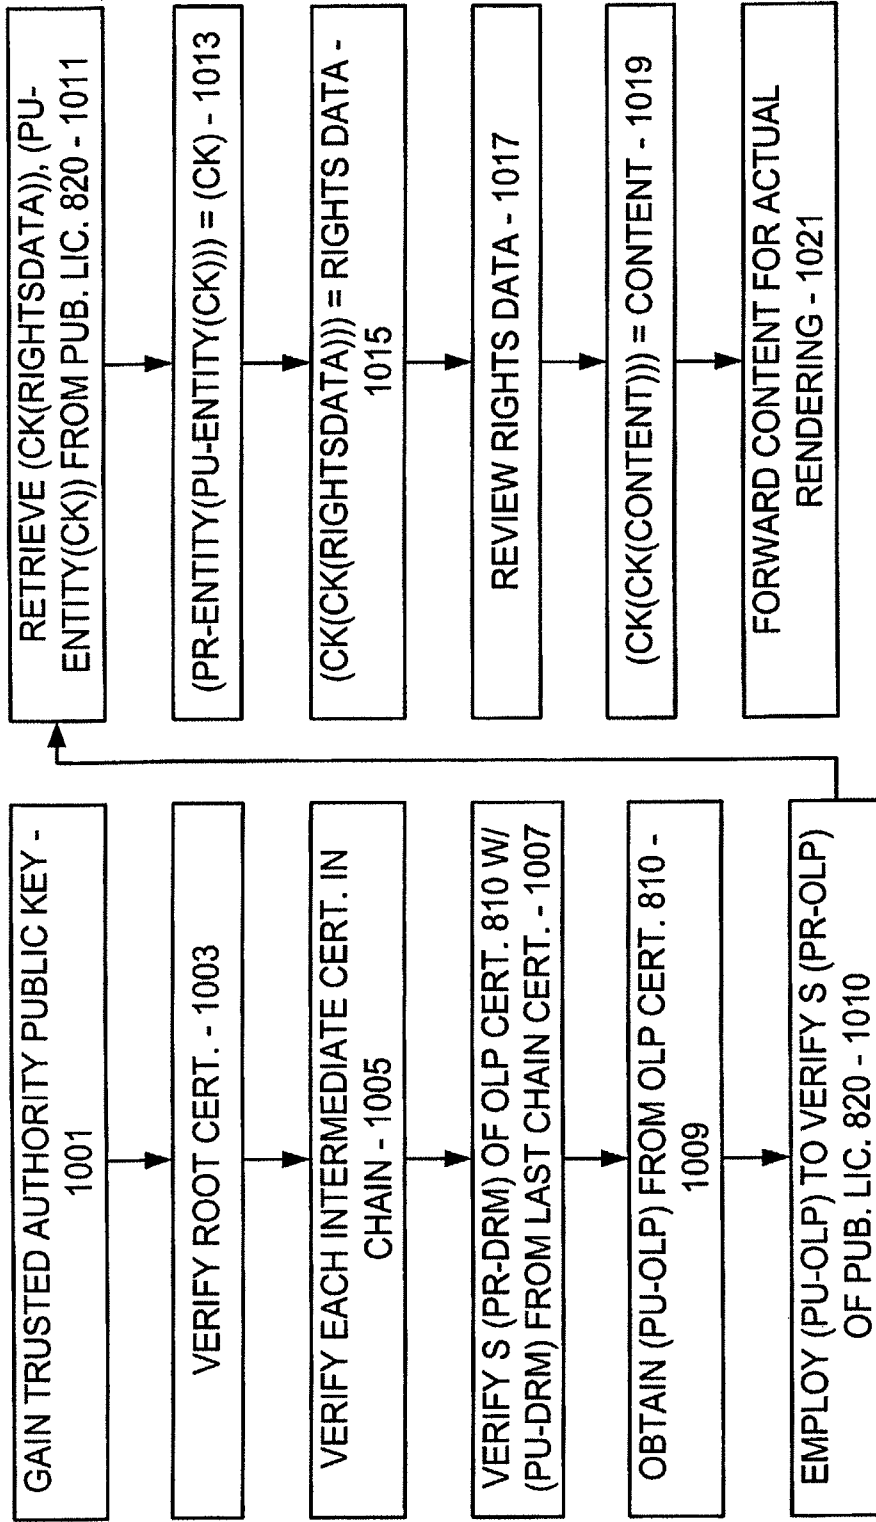 GAIN TRUSTED AUTHORITY PUBLIC KEY -
1001
VERIFY ROOT CERT. - 1003
VERIFY EACH INTERMEDIATE CERT. IN
CHAIN - 1005
VERIFY S (PR-DRM) OF OLP CERT. 810 W/
(PU-DRM) FROM LAST CHAIN CERT. - 1007
OBTAIN (PU-OLP) FROM OLP CERT. 810 -
1009
EMPLOY (PU-OLP) TO VERIFY S (PR-OLP)
OF PUB. LIC. 820 - 1010
RETRIEVE (CK(RIGHTSDATA)), (PU-
ENTITY(CK)) FROM PUB. LIC. 820 - 1011
(PR-ENTITY(PU-ENTITY(CK))) = (CK) - 1013
(CK(CK(RIGHTSDATA))) = RIGHTS DATA -
1015
REVIEW RIGHTS DATA - 1017
(CK(CK(CONTENT))) = CONTENT - 1019
FORWARD CONTENT FOR ACTUAL
RENDERING - 1021